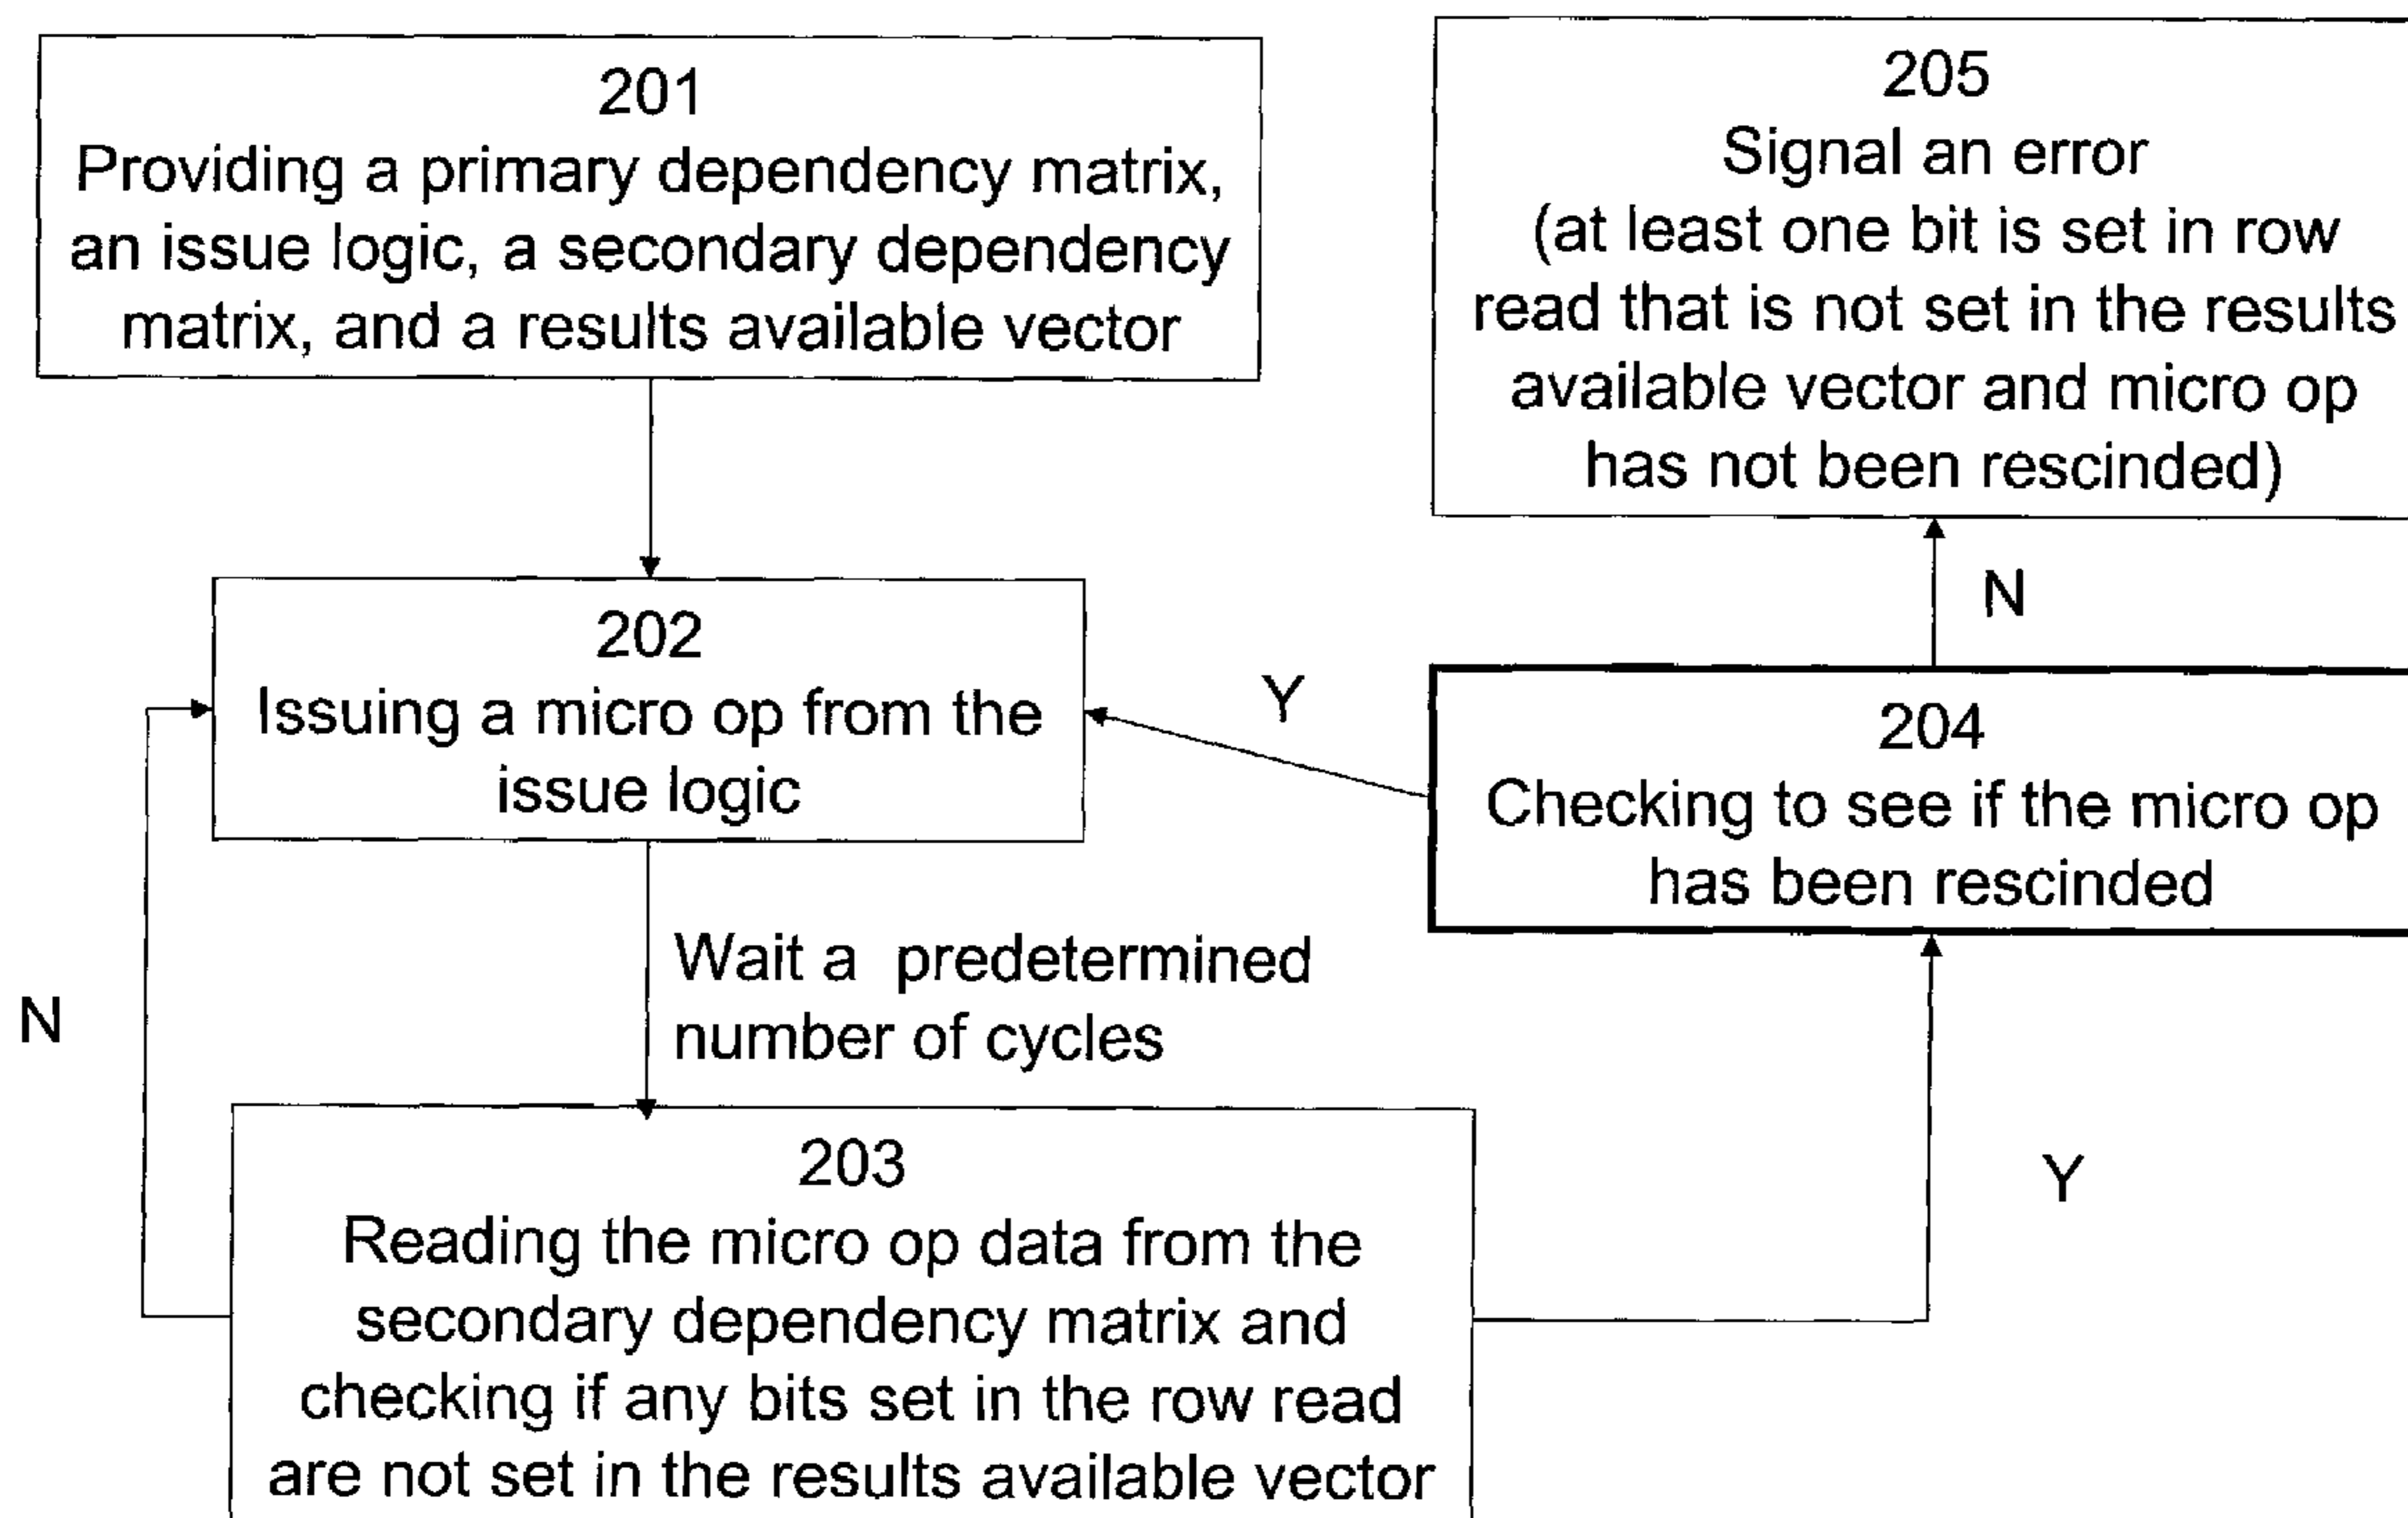 201
Providing a primary dependency matrix,
an issue logic, a secondary dependency
matrix, and a results available vector
205
Signal an error
(at least one bit is set in row
read that is not set in the results
available vector and micro op
has not been rescinded)
N
202
Issuing a micro op from the
issue logic
Y
204
Checking to see if the micro op
has been rescinded
Wait a predetermined
number of cycles
N
Y
203
Reading the micro op data from the
secondary dependency matrix and
checking if any bits set in the row read
are not set in the results available vector